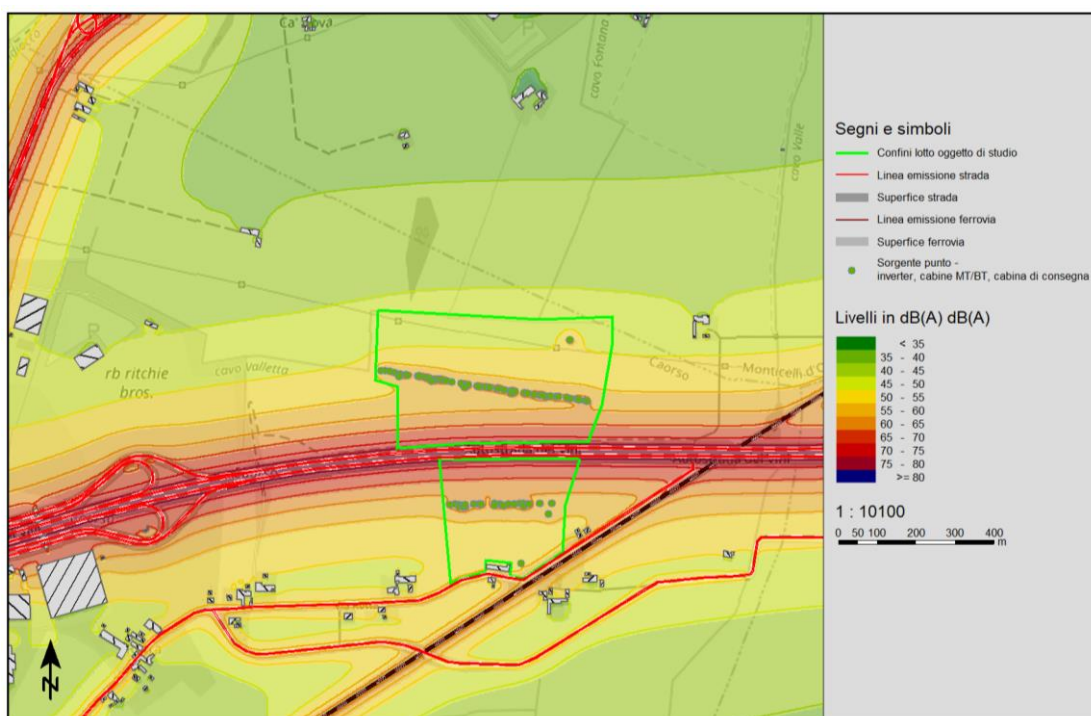 Ca' Nova
cavo Fontana
cavo Valle
P
cavo Valletta
rb ritchie
bros.
P
Caorso
Monticelli d'O
Autostrada dei Vini
Segni e simboli
Confini lotto oggetto di studio
Linea emissione strada
Superfice strada
Linea emissione ferrovia
Superfice ferrovia
Sorgente punto -
inverter, cabine MT/BT, cabina di consegna
Livelli in dB(A) dB(A)
< 35
35 - 40
40 - 45
45 - 50
50 - 55
55 - 60
60 - 65
65 - 70
70 - 75
75 - 80
>= 80
1 : 10100
0 50 100 200 300 400
m
N